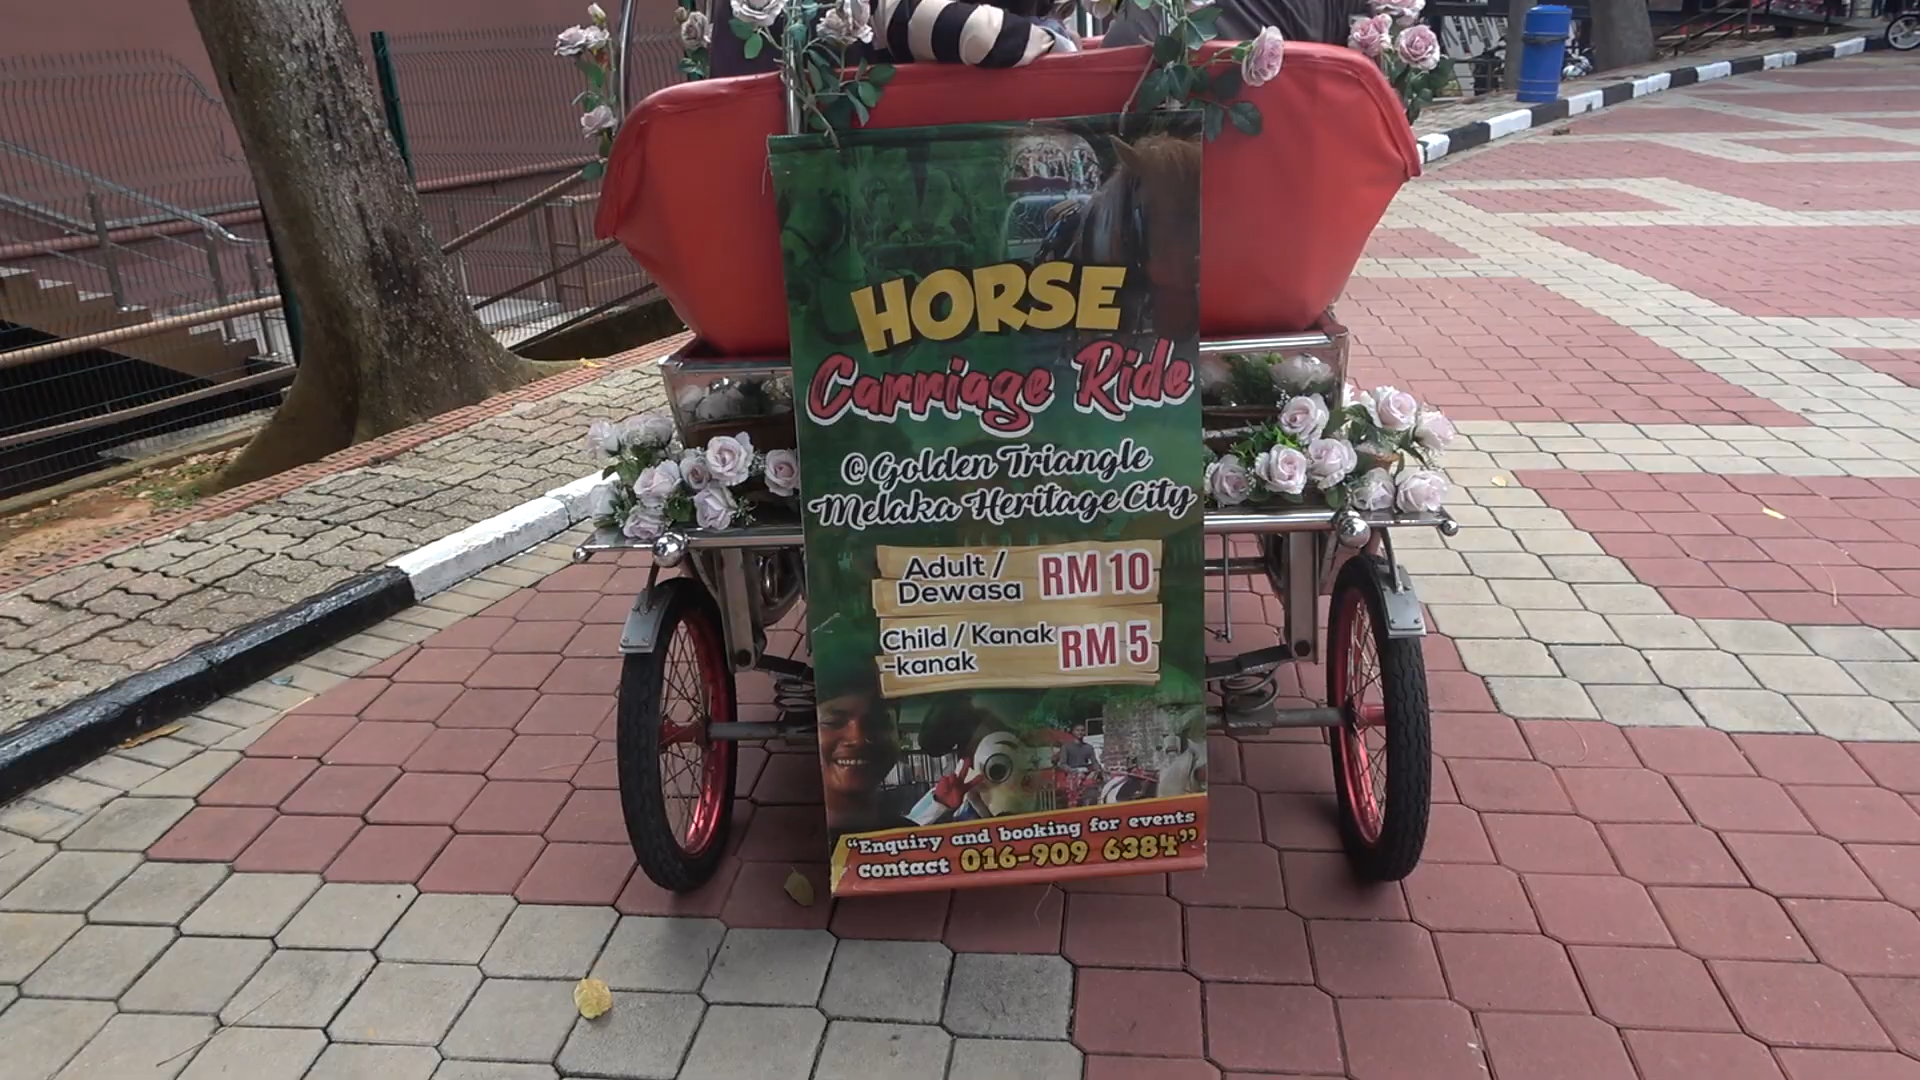 HORSE
Carriage Ride
@Golden Triangle
Melaka Heritage City
Adult /
Dewasa
RM 10
Child / Kanak
-kanak
RM 5
"Enquiry and booking for events
contact 016-909 6384"